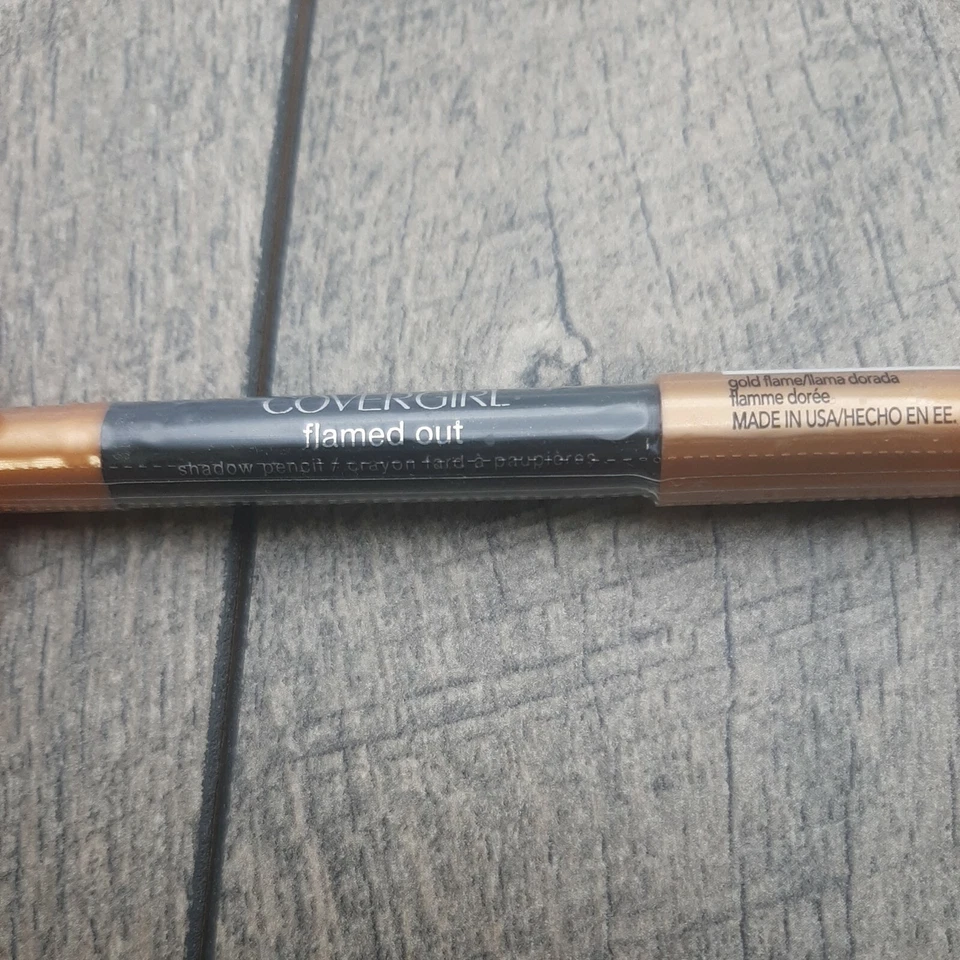 COVERGIRL
flamed out
shadow pencil / crayon fard à paupières
gold flame/llama dorada
flamme dorée
MADE IN USA/HECHO EN EE.